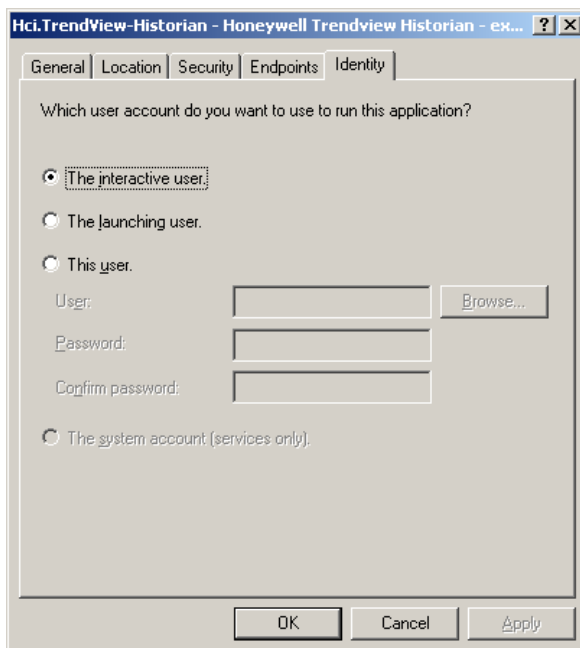 Hci.TrendView-Historian - Honeywell Trendview Historian - ex... ? X
General Location Security Endpoints Identity
Which user account do you want to use to run this application?
The interactive user.
The launching user.
This user.
User: Browse...
Password:
Confirm password:
The system account (services only).
OK Cancel Apply